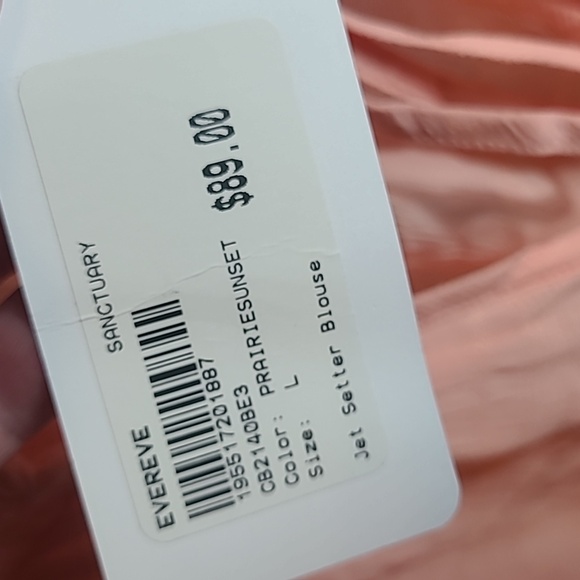 EVEREVE SANCTUARY
195517201887
CB2140BE3
Color: PRAIRIESUNSET $89.00
Size: L
Jet Setter Blouse